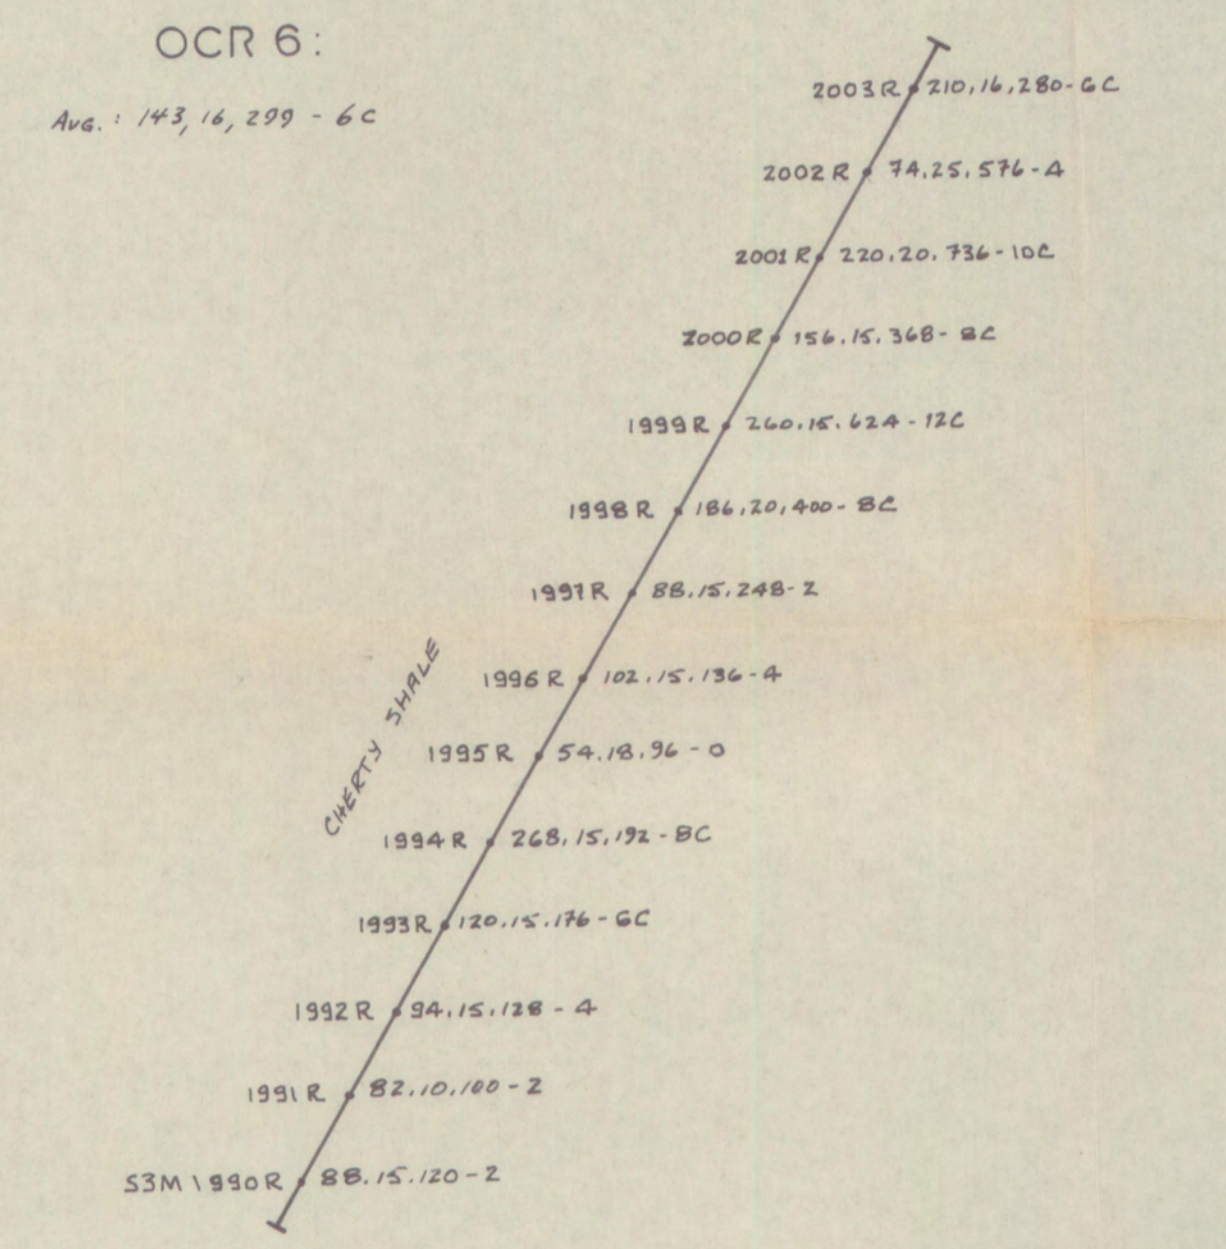 OCR 6:
Avg.: 143, 16, 299 - 6C
2003R 210,16,280-6C
2002R 74.25.576-4
2001R 220.20.736-10C
2000R 156.15.368-8C
1999R 260.15.624-12C
1998R 186,20,400-8C
1997R 88.15.248-2
1996R 102.15.136-4
1995R 54.18.96-0
CHERTY SHALE
1994R 268,15,192-8C
1993R 120.15.176-6C
1992R 94.15.128-4
1991R 82.10.100-2
S3M1990R 88.15.120-2